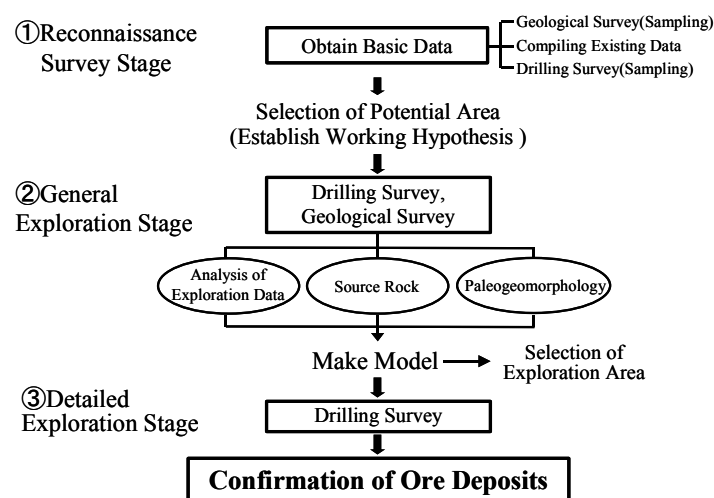 ①Reconnaissance
Survey Stage
Obtain Basic Data
Geological Survey(Sampling)
Compiling Existing Data
Drilling Survey(Sampling)
Selection of Potential Area
(Establish Working Hypothesis )
②General
Exploration Stage
Drilling Survey,
Geological Survey
Analysis of
Exploration Data
Source Rock
Paleogeomorphology
Make Model
Selection of
Exploration Area
③Detailed
Exploration Stage
Drilling Survey
Confirmation of Ore Deposits